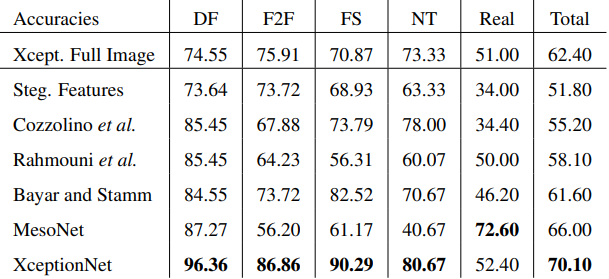 Accuracies DF F2F FS NT Real Total
Xcept. Full Image 74.55 75.91 70.87 73.33 51.00 62.40
Steg. Features 73.64 73.72 68.93 63.33 34.00 51.80
Cozzolino et al. 85.45 67.88 73.79 78.00 34.40 55.20
Rahmouni et al. 85.45 64.23 56.31 60.07 50.00 58.10
Bayar and Stamm 84.55 73.72 82.52 70.67 46.20 61.60
MesoNet 87.27 56.20 61.17 40.67 72.60 66.00
XceptionNet 96.36 86.86 90.29 80.67 52.40 70.10